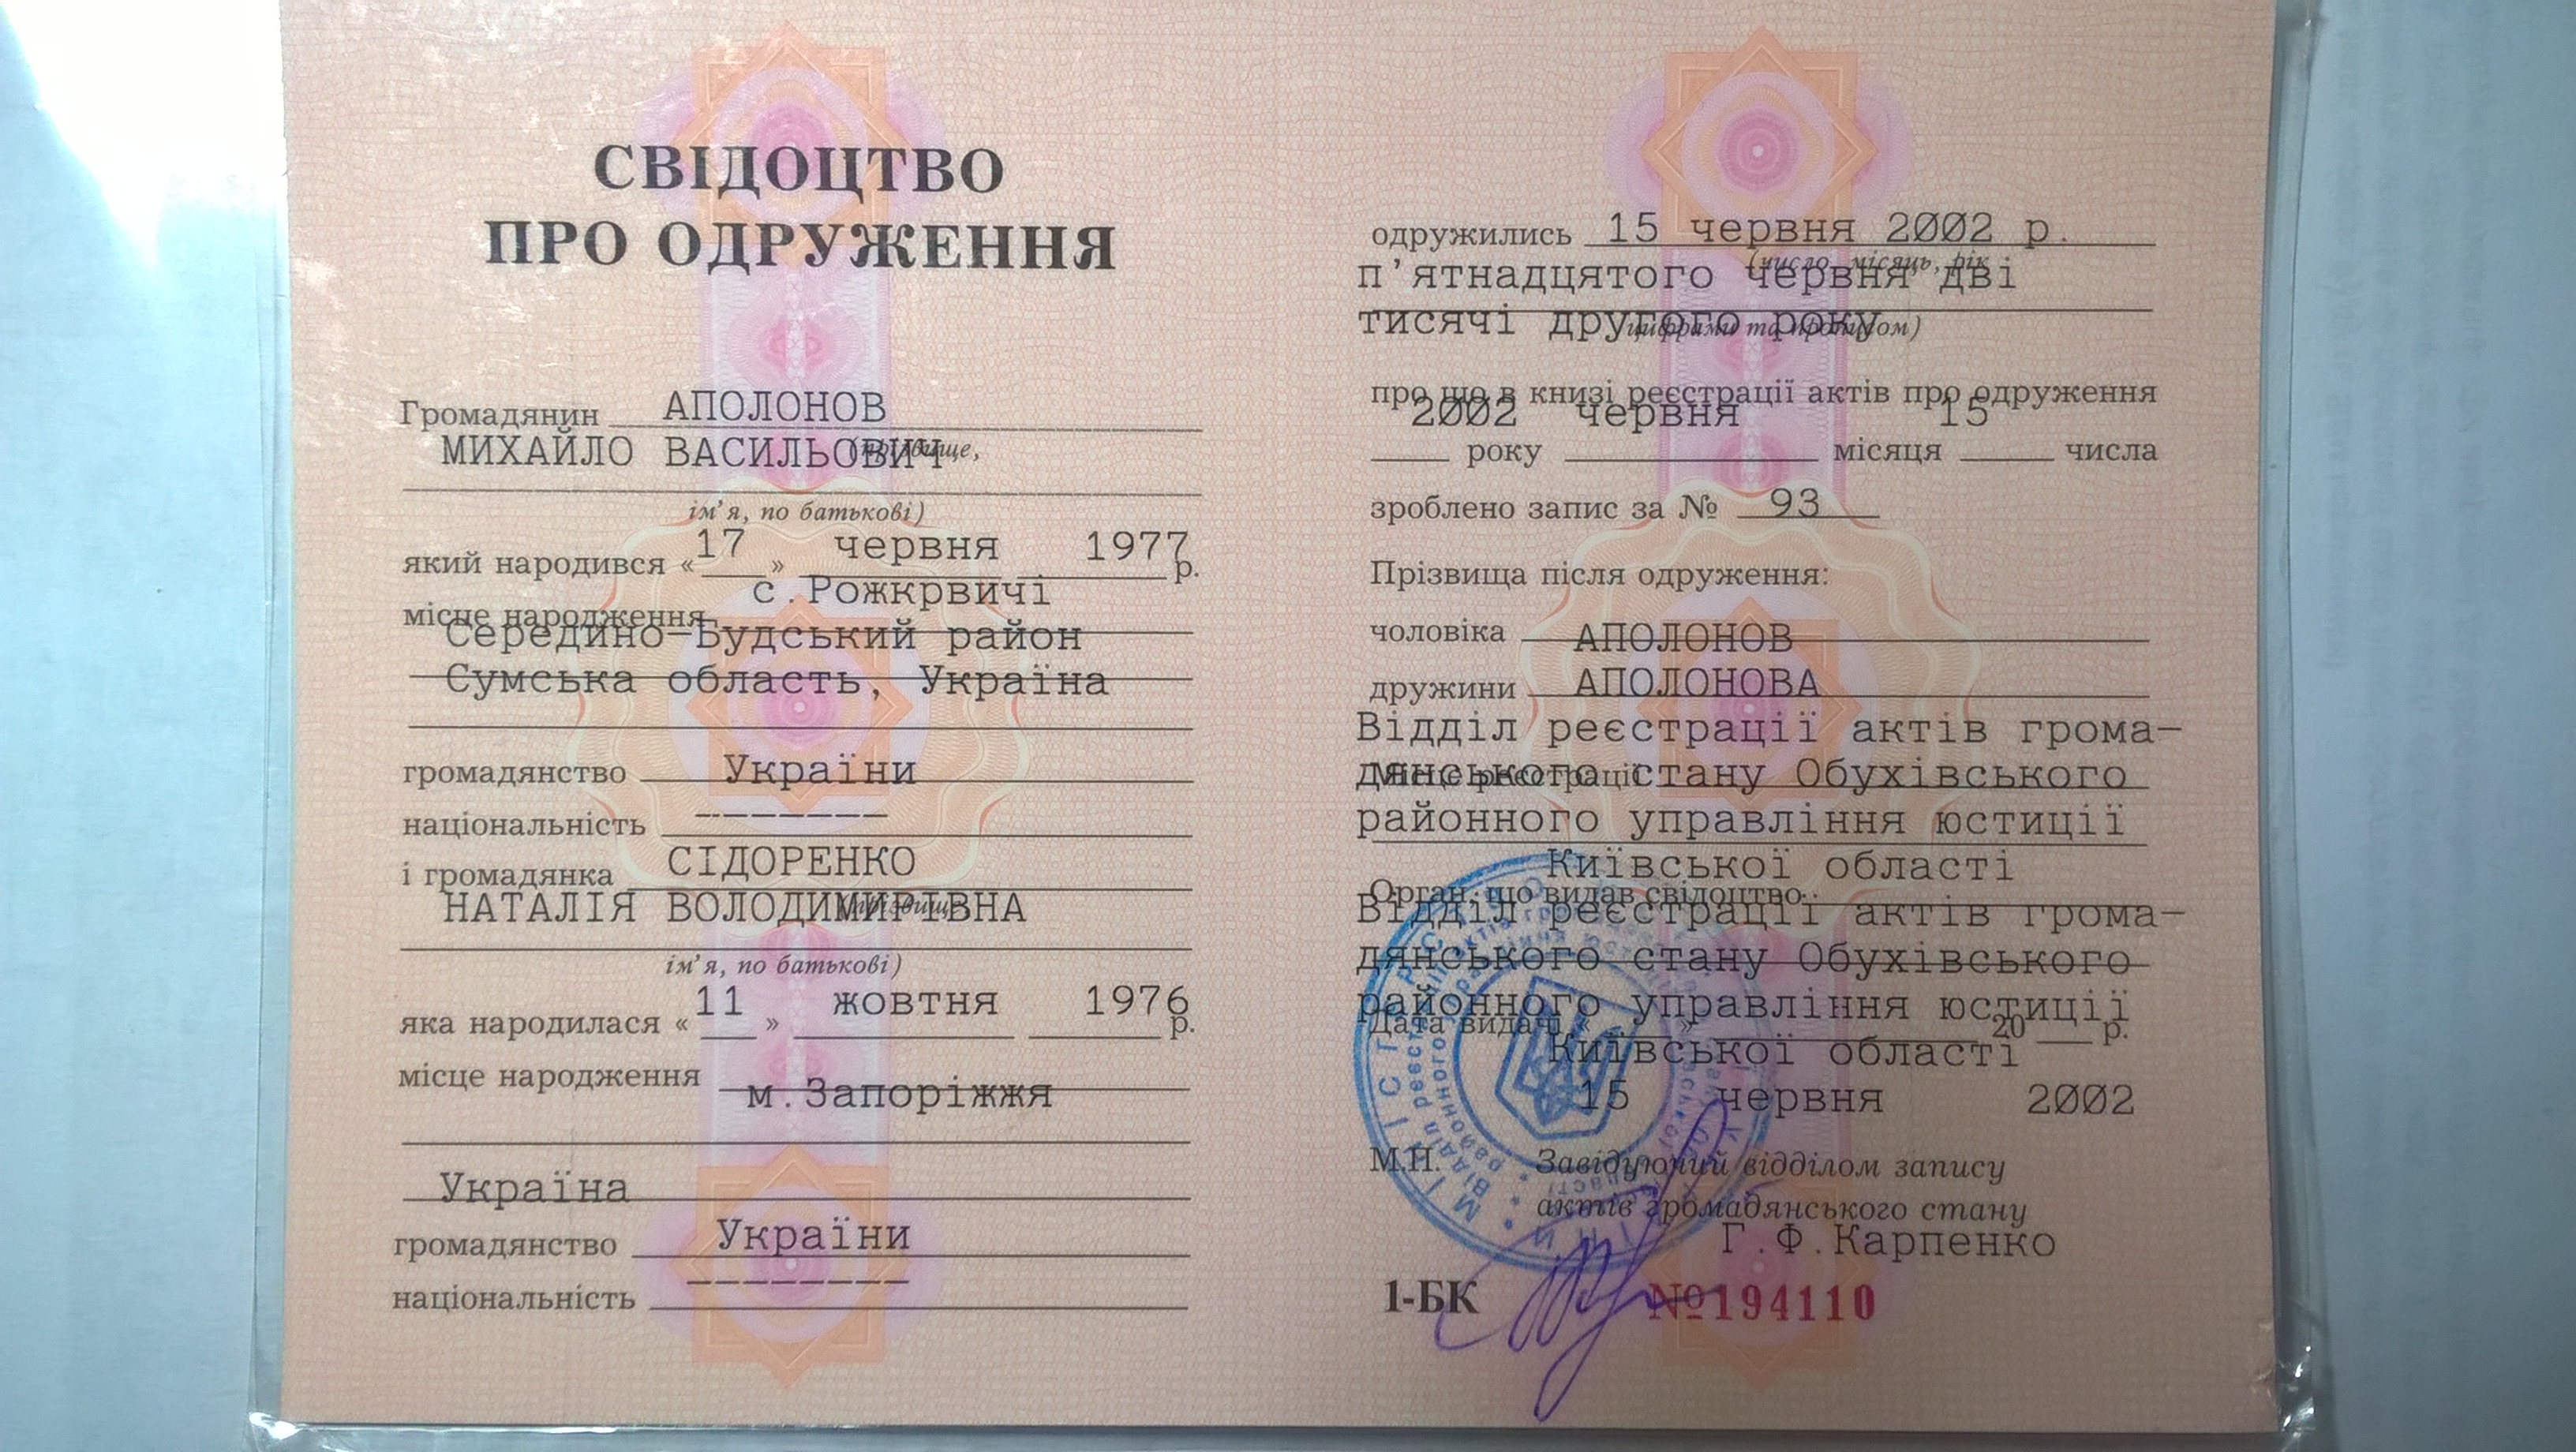 СВІДОЦТВО
ПРО ОДРУЖЕННЯ
Громадянин АПОЛОНОВ
МИХАЙЛО ВАСИЛЬОВИЧ (прізвище,
ім'я, по батькові)
який народився «17» червня 1977 р.
с.Рожкрвичі
місце народження
Середино-Будський район
Сумська область, Україна
громадянство України
національність --------
і громадянка СІДОРЕНКО
НАТАЛІЯ ВОЛОДИМИРІВНА (прізвище,
ім'я, по батькові)
яка народилася «11» жовтня 1976 р.
місце народження м.Запоріжжя
Україна
громадянство України
національність --------
одружились 15 червня 2002 р.
(число, місяць, рік
п'ятнадцятого червня дві
тисячі другого року
цифрами та прописом)
про що в книзі реєстрації актів про одруження
2002 червня 15
року місяця числа
зроблено запис за № 93
Прізвища після одруження:
чоловіка АПОЛОНОВ
дружини АПОЛОНОВА
Відділ реєстрації актів грома-
Місце реєстрації
дянського стану Обухівського
районного управління юстиції
Київської області
Орган, що видав свідоцтво
Відділ реєстрації актів грома-
дянського стану Обухівського
районного управління юстиції
Дата видачі « » 20 р.
Київської області
15 червня 2002
М.П. Завідуючий відділом запису
актів громадянського стану
Г.Ф.Карпенко
1-БК №194110